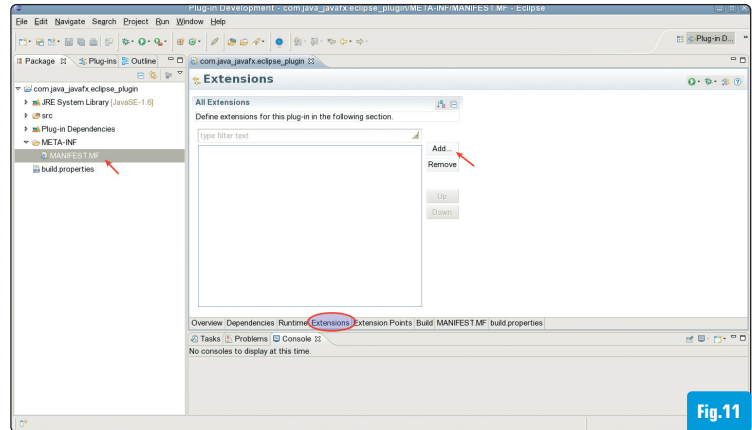 Plug-in Development - com.java_javafx.eclipse_plugin/META-INF/MANIFEST.MF - Eclipse
File Edit Navigate Search Project Run Window Help
Plug-in D...
Package Plug-ins Outline
com.java_javafx.eclipse_plugin
com.java_javafx.eclipse_plugin
JRE System Library [JavaSE-1.6]
src
Plug-in Dependencies
META-INF
MANIFEST.MF
build.properties
Extensions
All Extensions
Define extensions for this plug-in in the following section.
type filter text
Add...
Remove
Up
Down
Overview Dependencies Runtime Extensions Extension Points Build MANIFEST.MF build.properties
Tasks Problems Console
No consoles to display at this time.
Fig.11